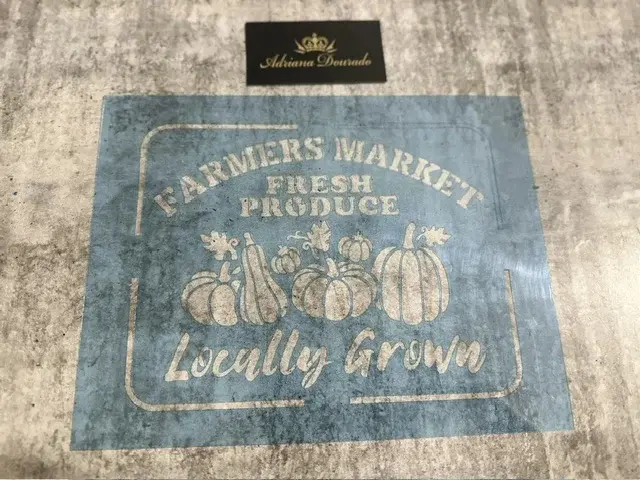 Adriana Dourado
FARMERS MARKET
FRESH
PRODUCE
Locally Grown